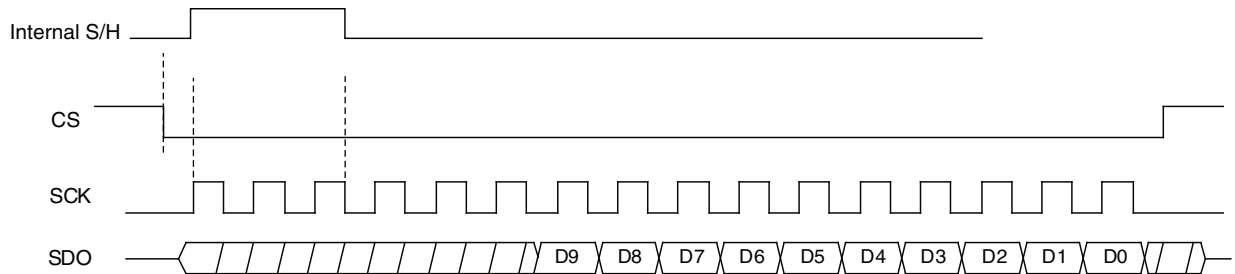 Internal S/H
CS
SCK
SDO D9 D8 D7 D6 D5 D4 D3 D2 D1 D0